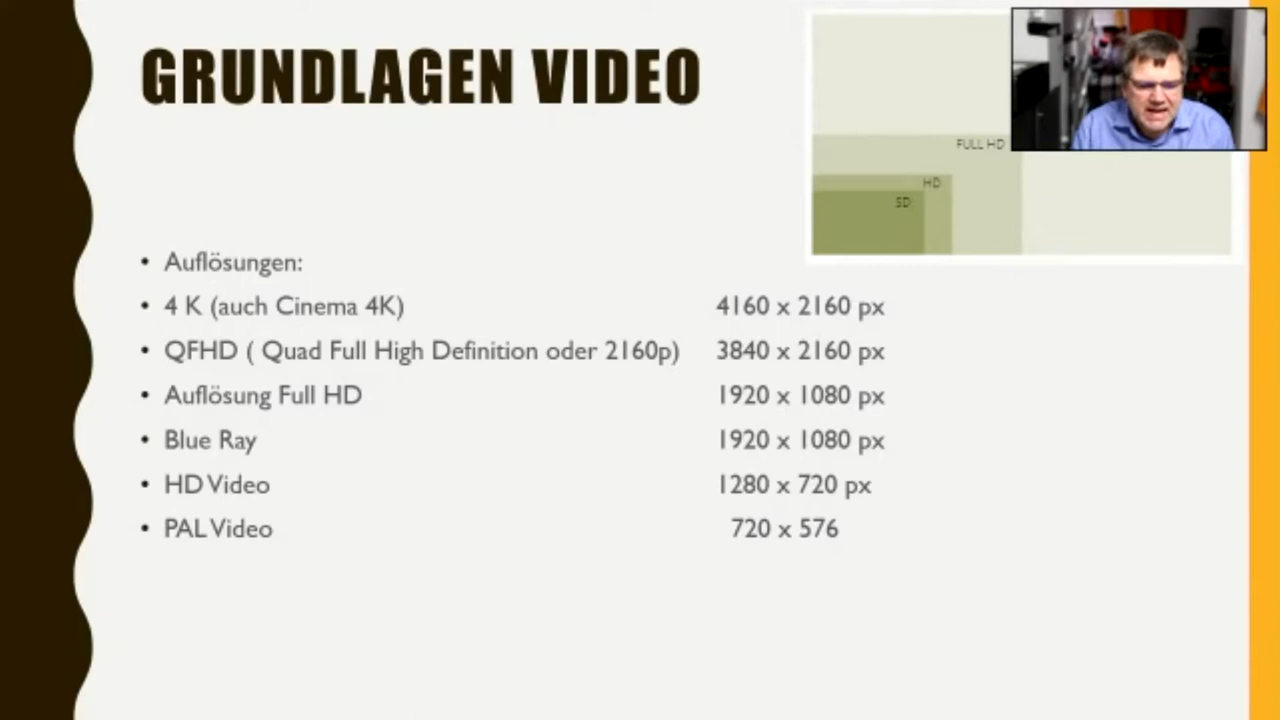 GRUNDLAGEN VIDEO
FULL HD
HD
SD
• Auflösungen:
• 4 K (auch Cinema 4K) 4160 x 2160 px
• QFHD ( Quad Full High Definition oder 2160p) 3840 x 2160 px
• Auflösung Full HD 1920 x 1080 px
• Blue Ray 1920 x 1080 px
• HD Video 1280 x 720 px
• PAL Video 720 x 576